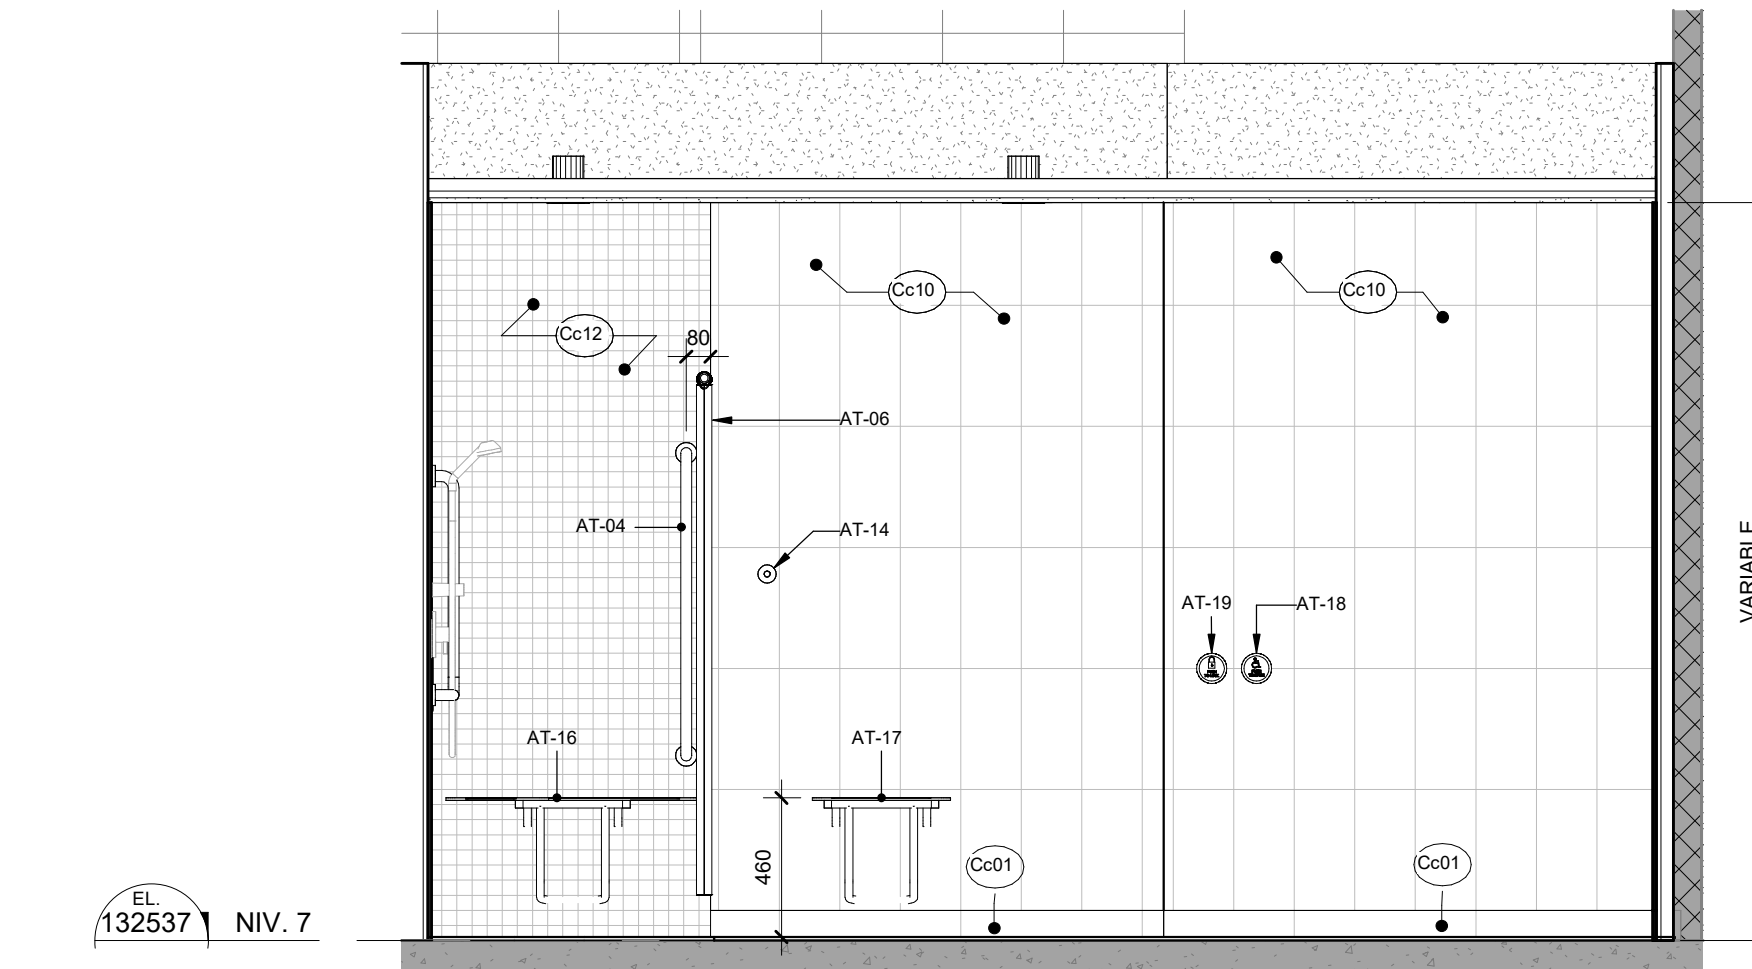 Cc10
Cc10
Cc12
80
AT-06
AT-04
AT-14
AT-19
AT-18
VARIABLE
AT-16
AT-17
460
Cc01
Cc01
EL.
132537
NIV. 7